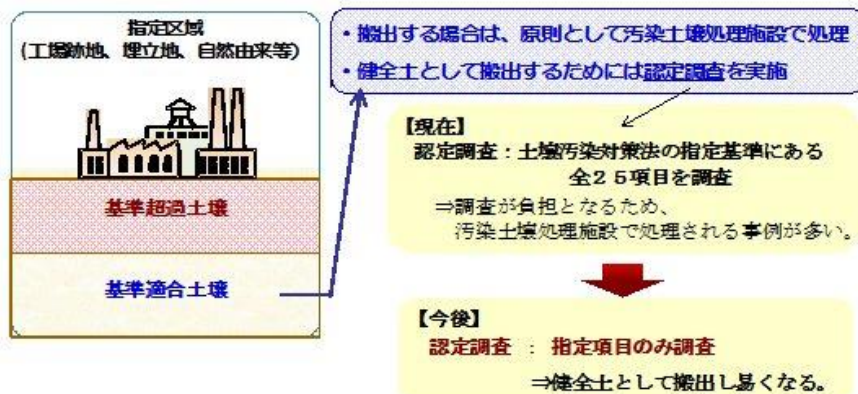 指定区域
(工場跡地、埋立地、自然由来等)
基準超過土壌
基準適合土壌
・搬出する場合は、原則として汚染土壌処理施設で処理
・健全土として搬出するためには認定調査を実施
【現在】
認定調査：土壌汚染対策法の指定基準にある
全２５項目を調査
⇒調査が負担となるため、
汚染土壌処理施設で処理される事例が多い。
【今後】
認定調査 ： 指定項目のみ調査
⇒健全土として搬出し易くなる。